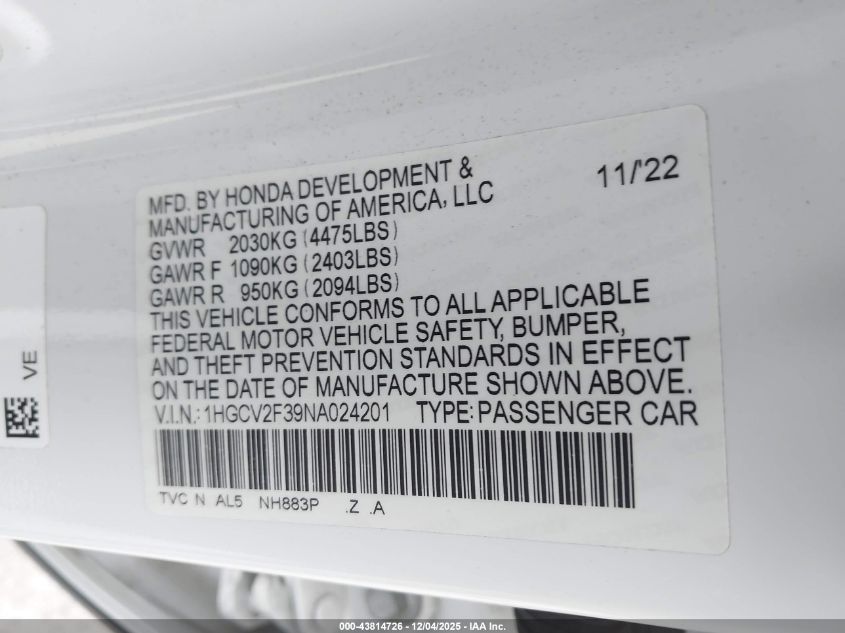 MFD. BY HONDA DEVELOPMENT & 11/'22
MANUFACTURING OF AMERICA, LLC
GVWR 2030KG (4475LBS)
GAWR F 1090KG (2403LBS)
GAWR R 950KG (2094LBS)
THIS VEHICLE CONFORMS TO ALL APPLICABLE
FEDERAL MOTOR VEHICLE SAFETY, BUMPER,
AND THEFT PREVENTION STANDARDS IN EFFECT
ON THE DATE OF MANUFACTURE SHOWN ABOVE.
V.I.N.: 1HGCV2F39NA024201 TYPE: PASSENGER CAR
TVC N AL5 NH883P .Z .A
VE
000-43814726 - 12/04/2025 - IAA Inc.